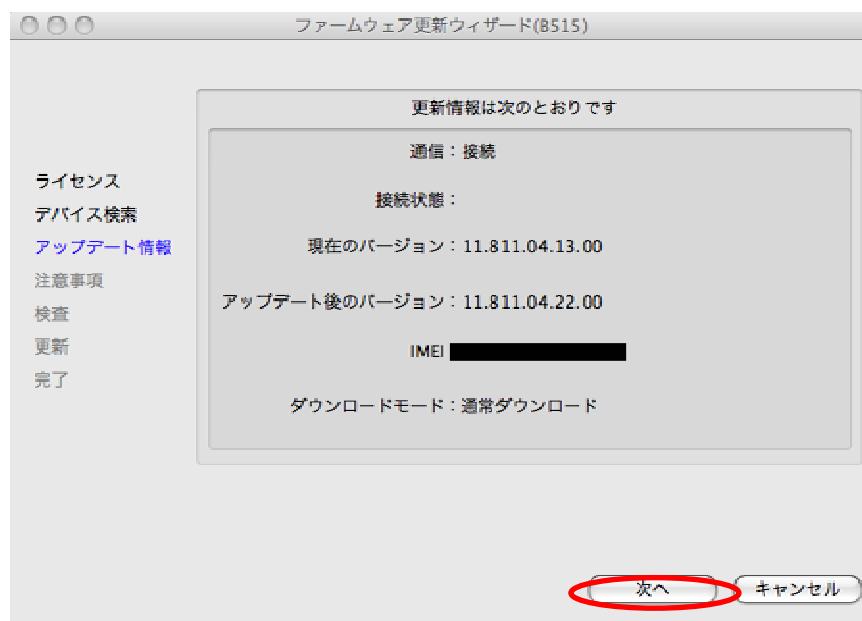 ファームウェア更新ウィザード(B515)
ライセンス
デバイス検索
アップデート情報
注意事項
検査
更新
完了
更新情報は次のとおりです
通信：接続
接続状態：
現在のバージョン：11.811.04.13.00
アップデート後のバージョン：11.811.04.22.00
IMEI
ダウンロードモード：通常ダウンロード
次へ
キャンセル